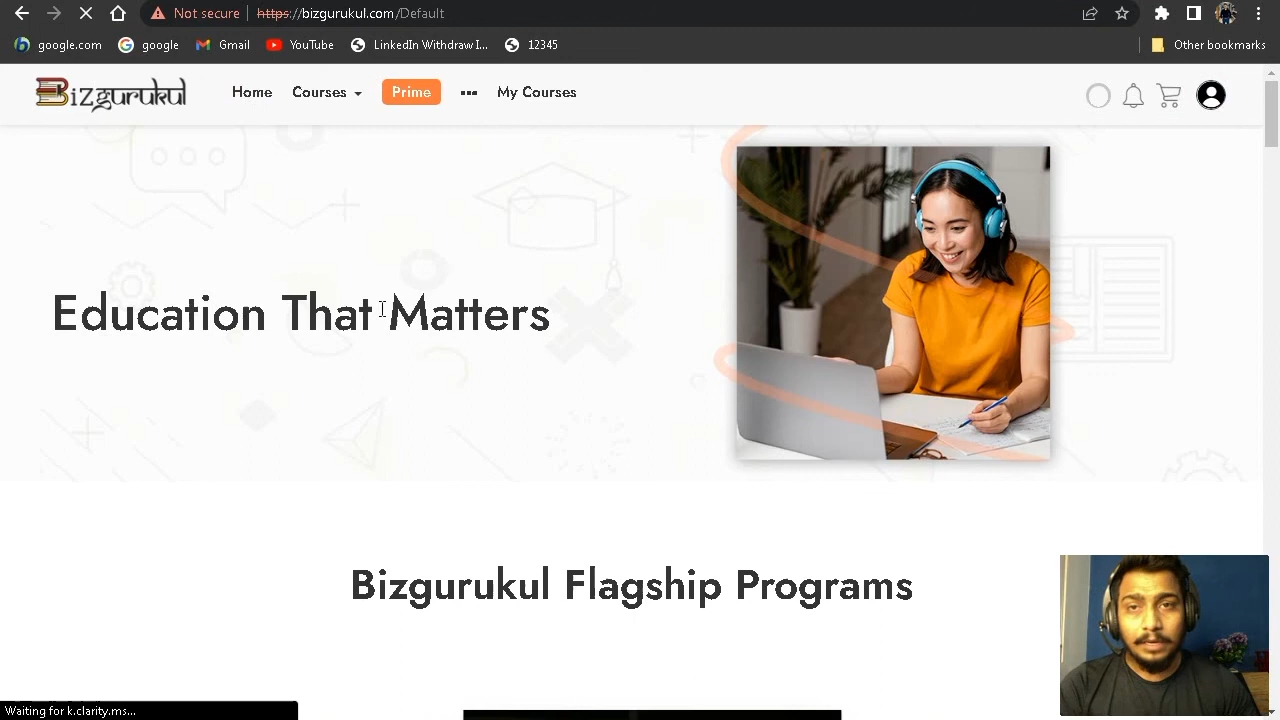 Not secure
https://bizgurukul.com/Default
google.com
google
Gmail
YouTube
LinkedIn Withdraw I...
12345
Other bookmarks
Bizgurukul
Home
Courses
Prime
My Courses
Education That Matters
Bizgurukul Flagship Programs
Waiting for k.clarity.ms...